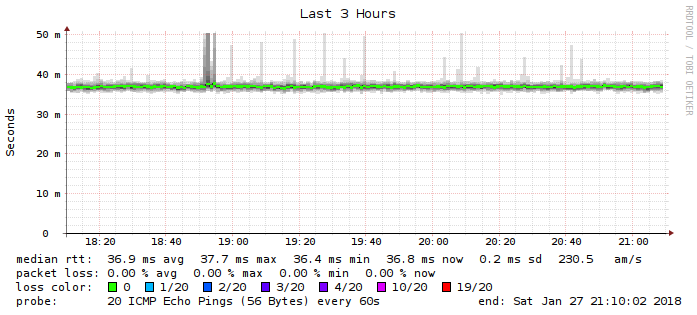 Last 3 Hours
RRDTOOL / TOBI OETIKER
Seconds
50 m
40 m
30 m
20 m
10 m
0
18:20 18:40 19:00 19:20 19:40 20:00 20:20 20:40 21:00
median rtt: 36.9 ms avg 37.7 ms max 36.4 ms min 36.8 ms now 0.2 ms sd 230.5 am/s
packet loss: 0.00 % avg 0.00 % max 0.00 % min 0.00 % now
loss color: 0 1/20 2/20 3/20 4/20 10/20 19/20
probe: 20 ICMP Echo Pings (56 Bytes) every 60s end: Sat Jan 27 21:10:02 2018